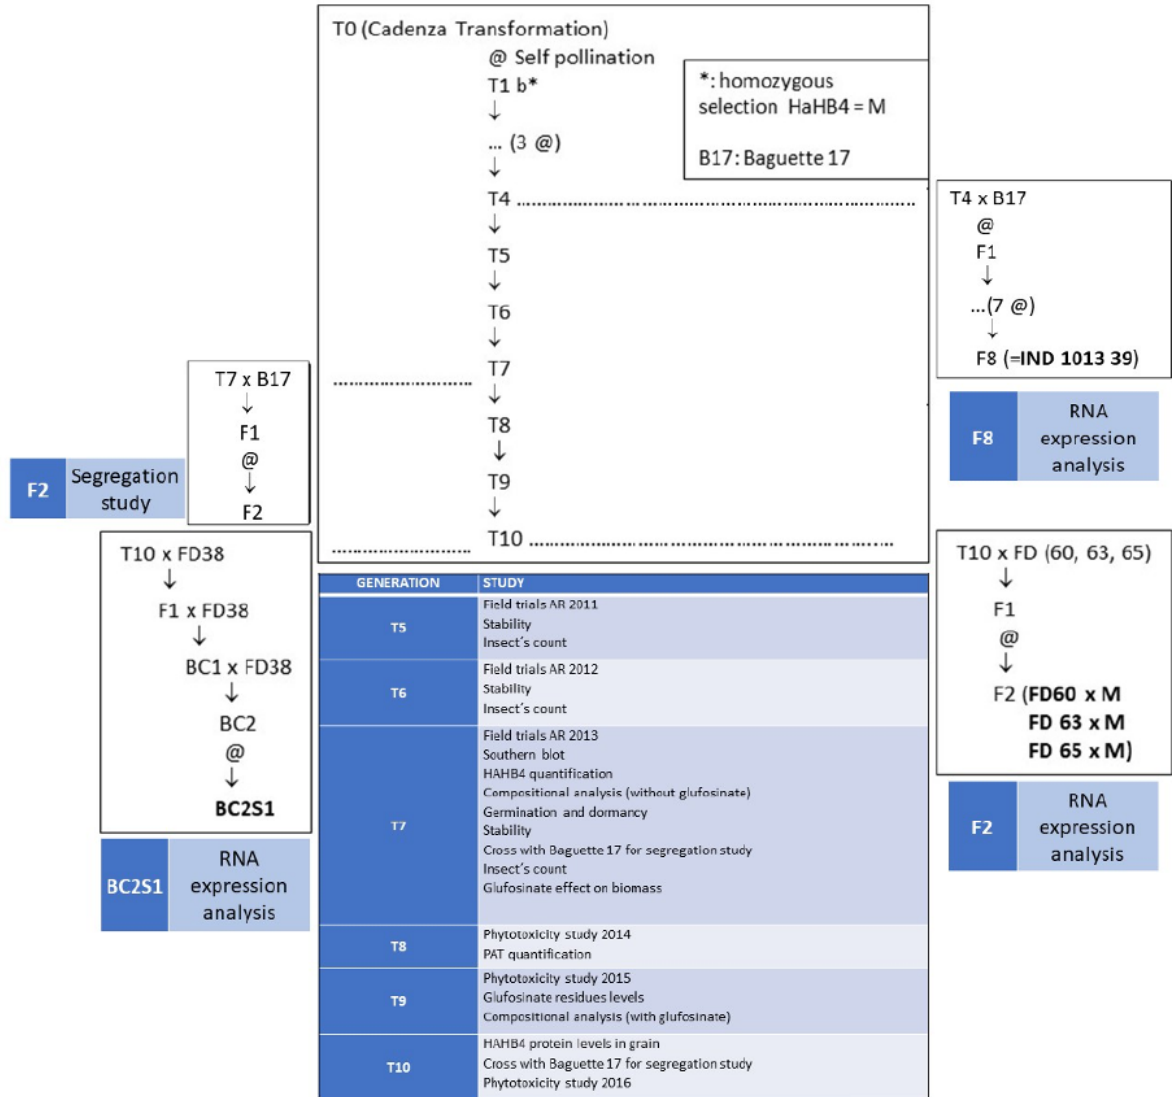 T0 (Cadenza Transformation)
@ Self pollination
T1 b*
↓
... (3 @)
↓
T4
↓
T5
↓
T6
↓
T7
↓
T8
↓
T9
↓
T10
*: homozygous
selection HaHB4 = M
B17: Baguette 17
T4 x B17
@
F1
↓
...(7 @)
↓
F8 (=IND 1013 39)
F8
RNA
expression
analysis
T7 x B17
↓
F1
@
↓
F2
F2
Segregation
study
T10 x FD38
↓
F1 x FD38
↓
BC1 x FD38
↓
BC2
@
↓
BC2S1
BC2S1
RNA
expression
analysis
T10 x FD (60, 63, 65)
↓
F1
@
↓
F2 (FD60 x M
FD 63 x M
FD 65 x M)
F2
RNA
expression
analysis
GENERATION STUDY
T5
Field trials AR 2011
Stability
Insect´s count
T6
Field trials AR 2012
Stability
Insect´s count
T7
Field trials AR 2013
Southern blot
HAHB4 quantification
Compositional analysis (without glufosinate)
Germination and dormancy
Stability
Cross with Baguette 17 for segregation study
Insect´s count
Glufosinate effect on biomass
T8
Phytotoxicity study 2014
PAT quantification
T9
Phytotoxicity study 2015
Glufosinate residues levels
Compositional analysis (with glufosinate)
T10
HAHB4 protein levels in grain
Cross with Baguette 17 for segregation study
Phytotoxicity study 2016